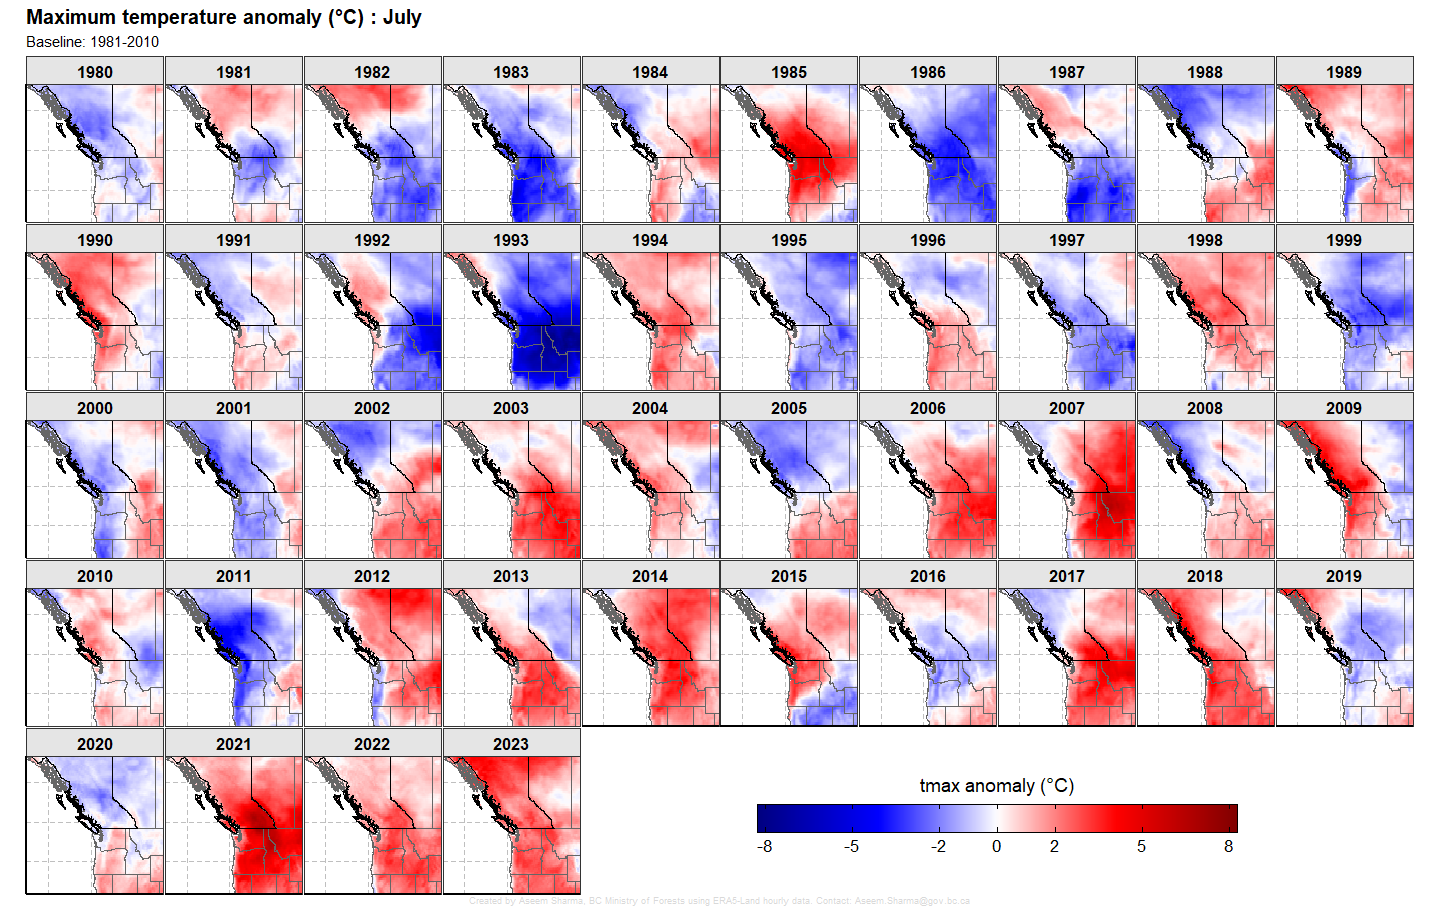 Maximum temperature anomaly (°C) : July
Baseline: 1981-2010
1980 1981 1982 1983 1984 1985 1986 1987 1988 1989
1990 1991 1992 1993 1994 1995 1996 1997 1998 1999
2000 2001 2002 2003 2004 2005 2006 2007 2008 2009
2010 2011 2012 2013 2014 2015 2016 2017 2018 2019
2020 2021 2022 2023
tmax anomaly (°C)
-8 -5 -2 0 2 5 8
Created by Aseem Sharma, BC Ministry of Forests using ERA5-Land hourly data. Contact: Aseem.Sharma@gov.bc.ca